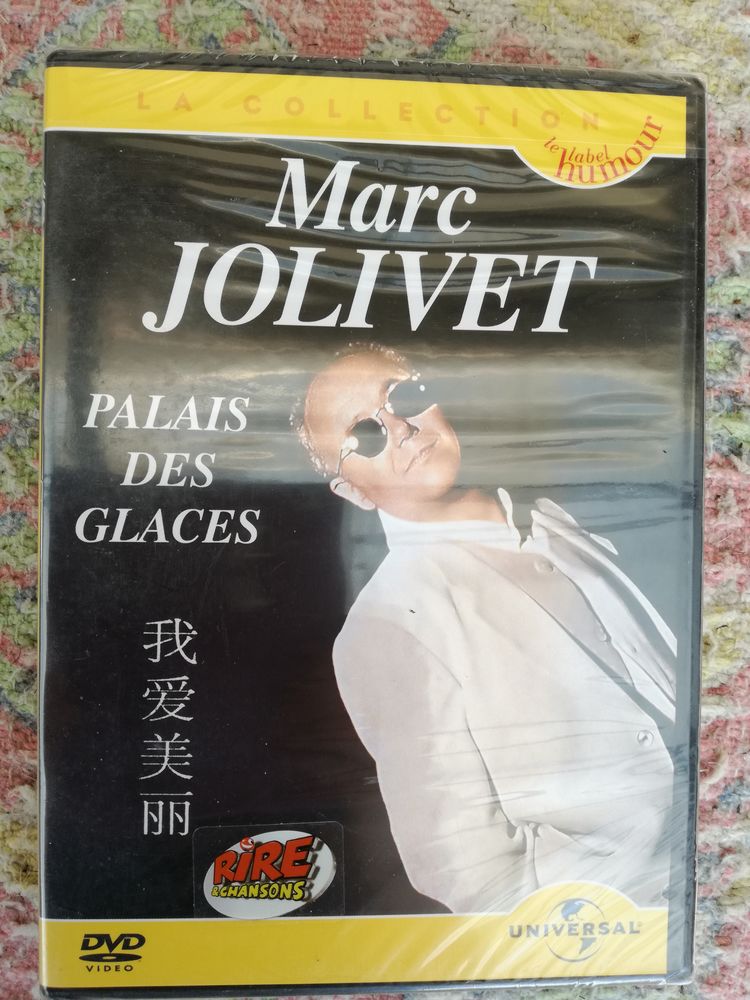 LA COLLECTION
le label
humour
Marc
JOLIVET
PALAIS
DES
GLACES
我爱美丽
RIRE
& CHANSONS
DVD
VIDEO
UNIVERSAL